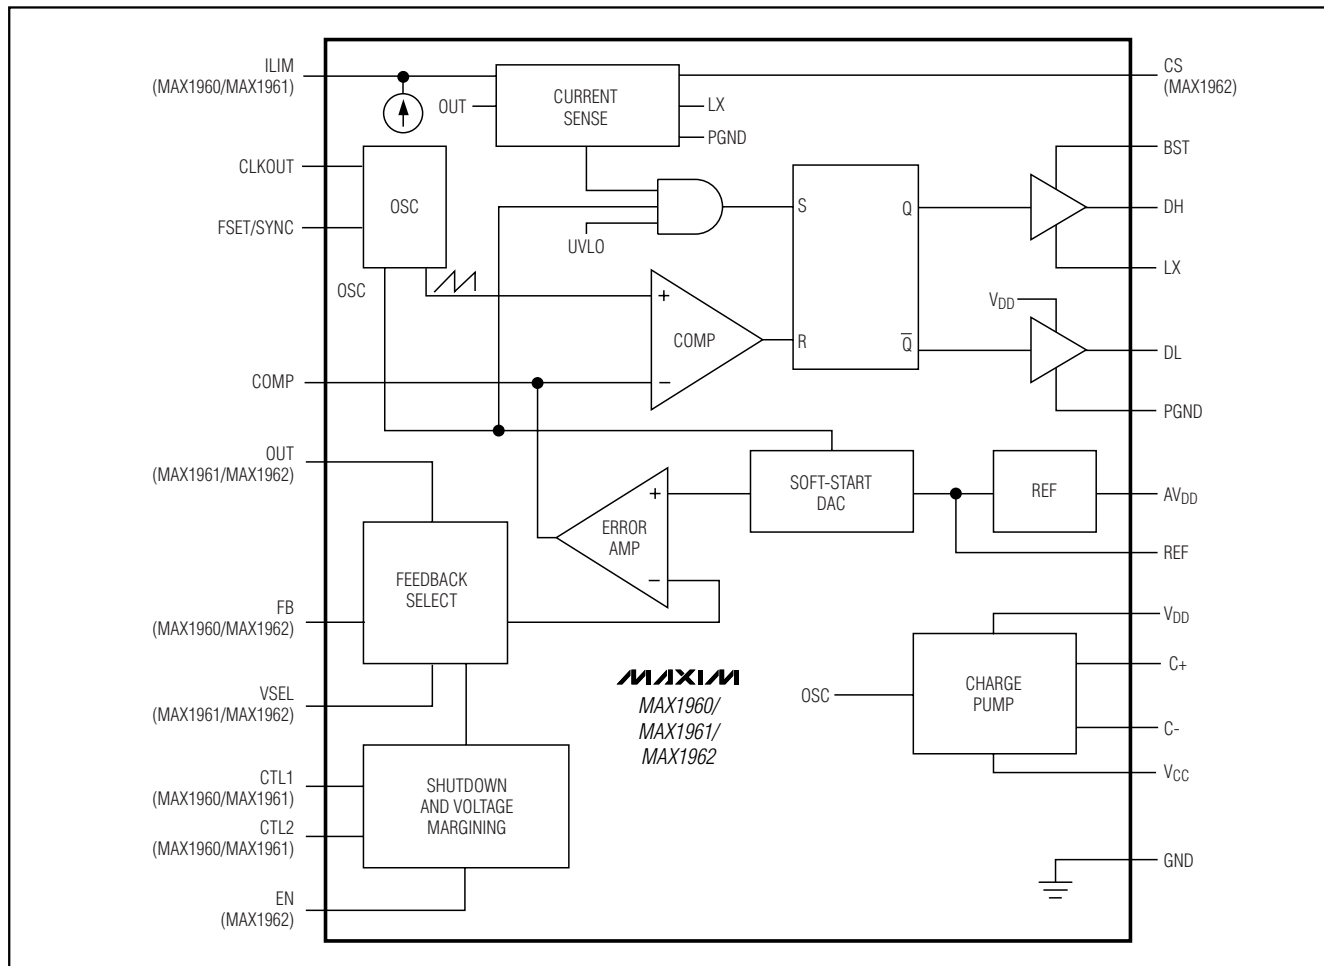 ILIM
(MAX1960/MAX1961)
CLKOUT
FSET/SYNC
COMP
OUT
(MAX1961/MAX1962)
FB
(MAX1960/MAX1962)
VSEL
(MAX1961/MAX1962)
CTL1
(MAX1960/MAX1961)
CTL2
(MAX1960/MAX1961)
EN
(MAX1962)
OUT
CURRENT
SENSE
LX
PGND
OSC
OSC
UVLO
S
Q
R
Q̅
+
COMP
−
VDD
SOFT-START
DAC
REF
+
ERROR
AMP
−
FEEDBACK
SELECT
SHUTDOWN
AND VOLTAGE
MARGINING
MAXIM
MAX1960/
MAX1961/
MAX1962
OSC
CHARGE
PUMP
CS
(MAX1962)
BST
DH
LX
DL
PGND
AVDD
REF
VDD
C+
C-
VCC
GND